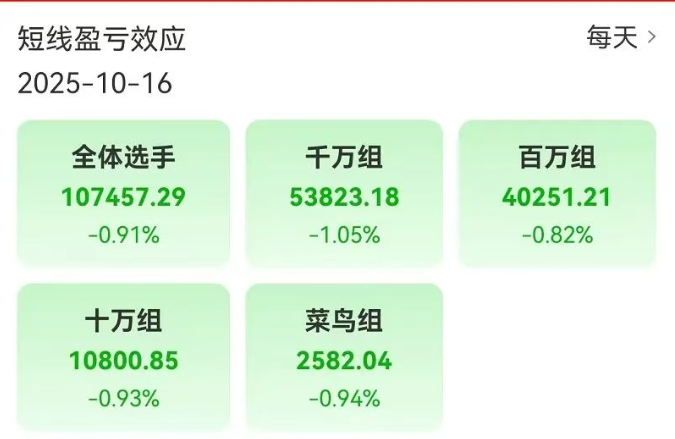 短线盈亏效应
每天 >
2025-10-16
全体选手
107457.29
-0.91%
千万组
53823.18
-1.05%
百万组
40251.21
-0.82%
十万组
10800.85
-0.93%
菜鸟组
2582.04
-0.94%